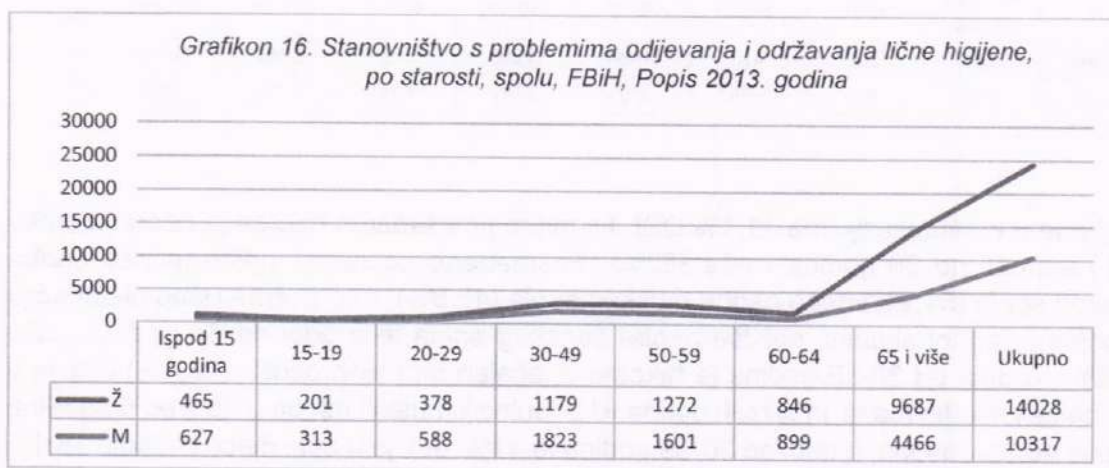 Grafikon 16. Stanovništvo s problemima odijevanja i održavanja lične higijene,
po starosti, spolu, FBiH, Popis 2013. godina
30000
25000
20000
15000
10000
5000
0
Ispod 15 godina 15-19 20-29 30-49 50-59 60-64 65 i više Ukupno
Ž 465 201 378 1179 1272 846 9687 14028
M 627 313 588 1823 1601 899 4466 10317